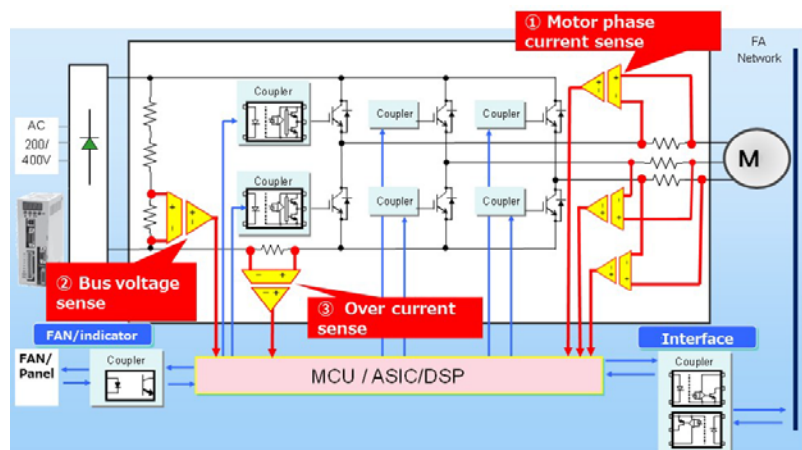 ① Motor phase
current sense
FA
Network
Coupler
AC
200/
400V
Coupler
Coupler
M
Coupler
Coupler
Coupler
② Bus voltage
sense
③ Over current
sense
FAN/indicator
Interface
FAN/
Panel
Coupler
MCU / ASIC/DSP
Coupler